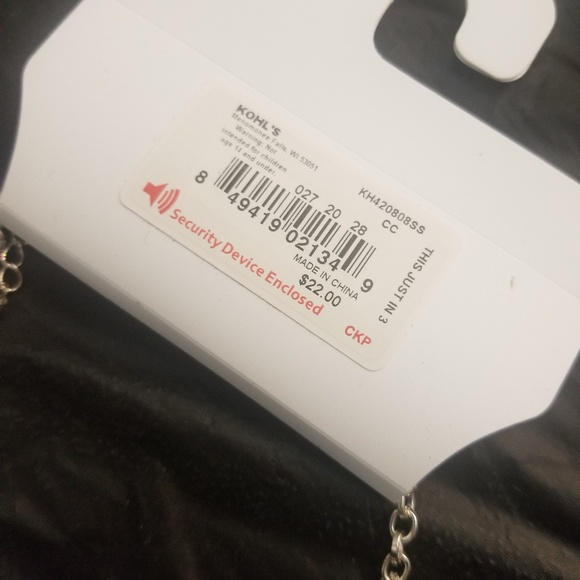 KOHL'S
Menomonee Falls, WI 53051
Warning: Not
intended for children
age 14 and under.
KH420808SS
027 20 28 CC
8 49419 02134 9
MADE IN CHINA
$22.00
Security Device Enclosed
CKP
THIS JUST IN 3